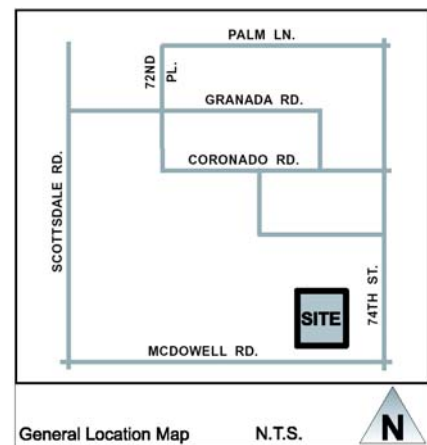 PALM LN.
72ND
PL.
GRANADA RD.
CORONADO RD.
SCOTTSDALE RD.
74TH ST.
SITE
MCDOWELL RD.
General Location Map N.T.S. N